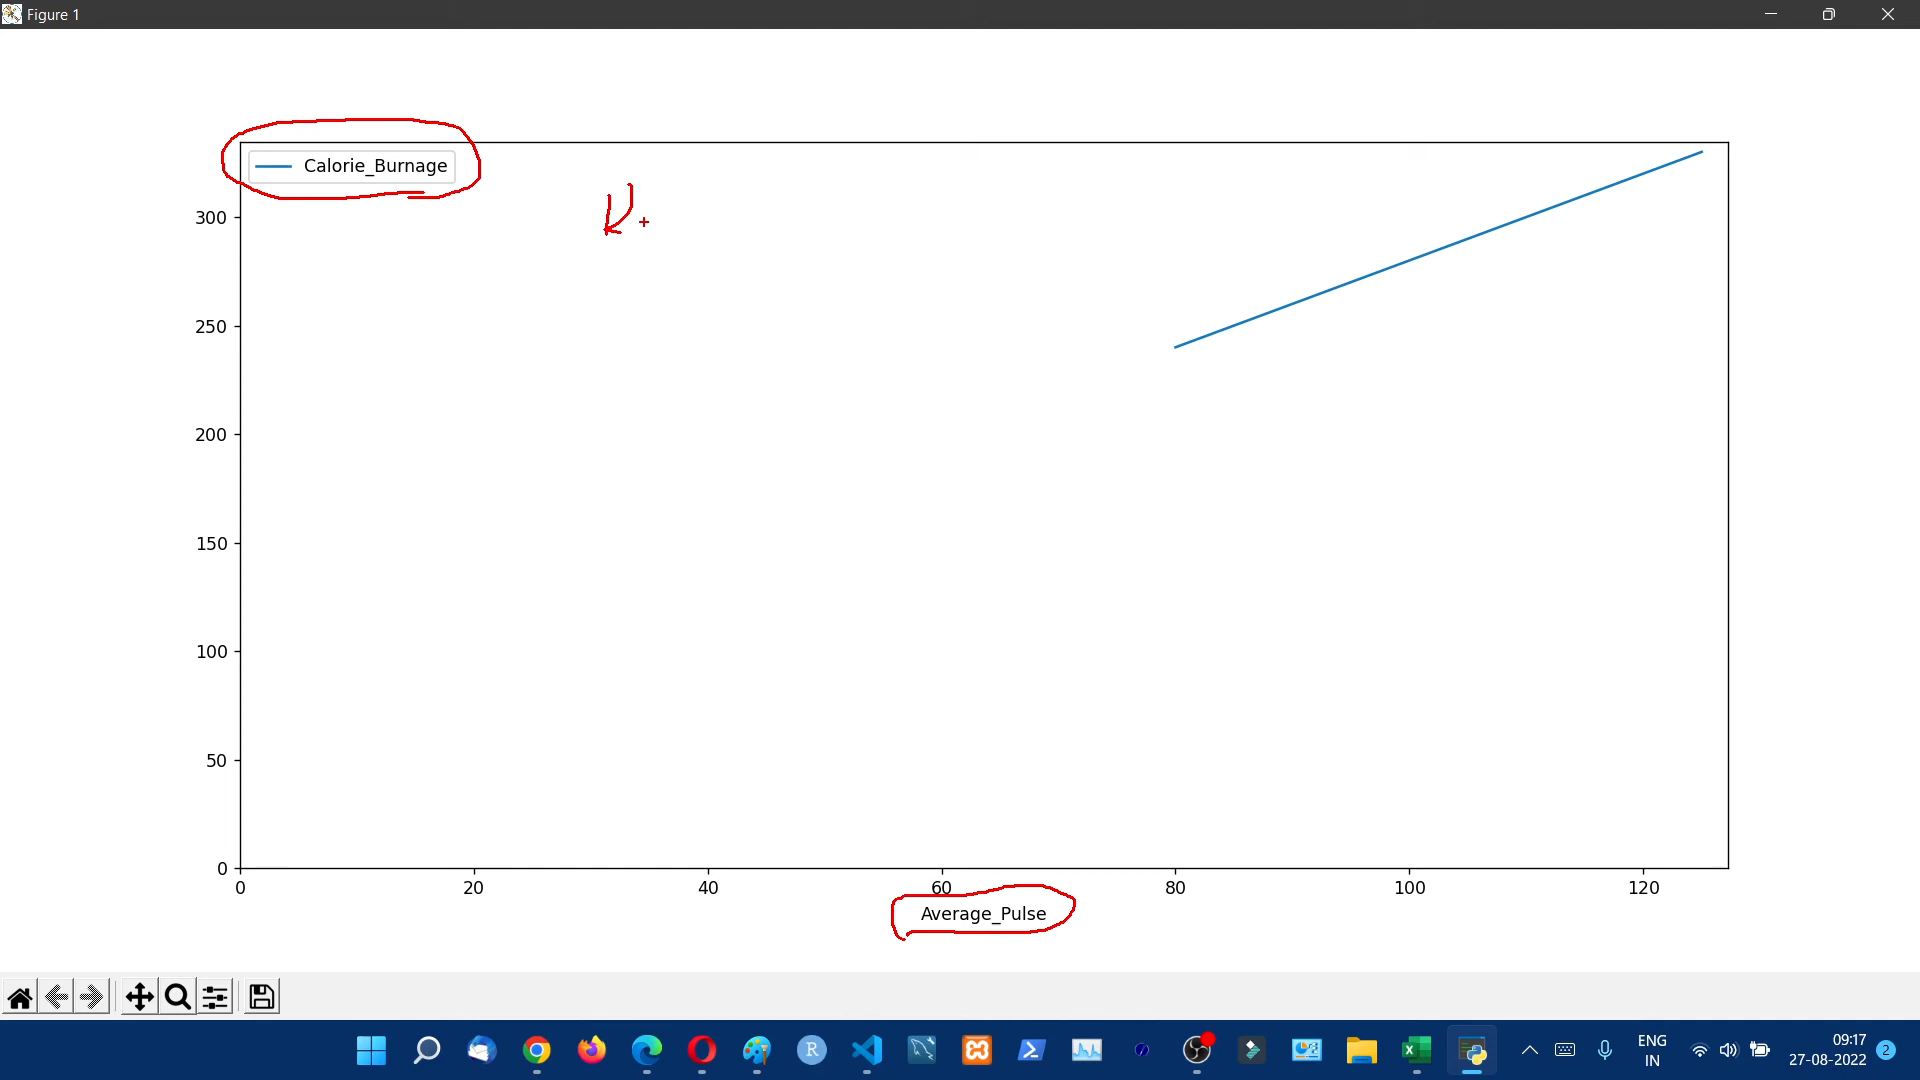 Figure 1
Calorie_Burnage
300
250
200
150
100
50
0
0 20 40 60 80 100 120
Average_Pulse
R
ENG
IN
09:17
27-08-2022
2